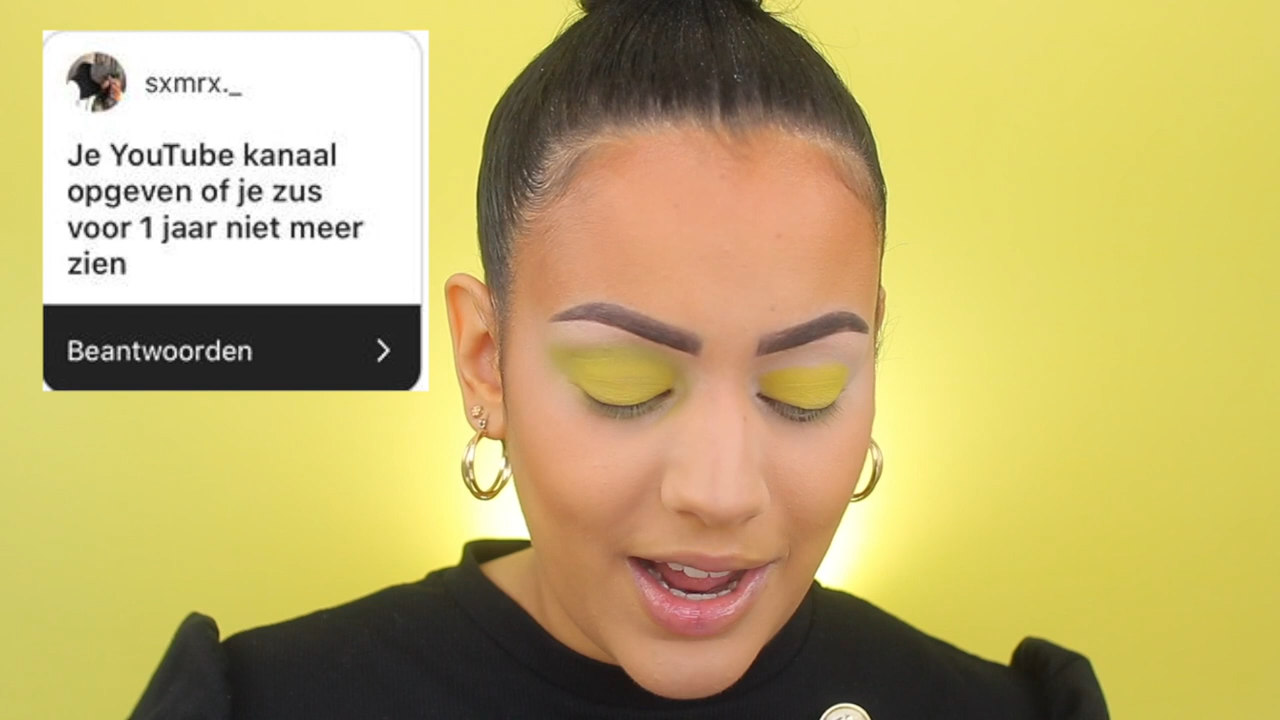 sxmrx._
Je YouTube kanaal
opgeven of je zus
voor 1 jaar niet meer
zien
Beantwoorden